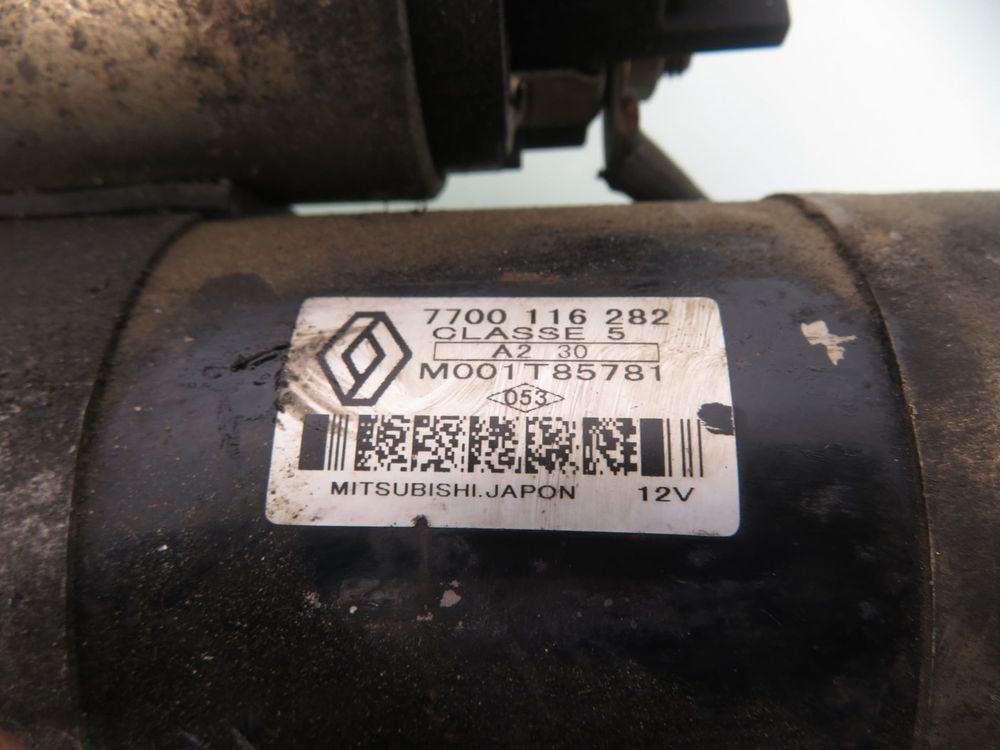 7700 116 282
CLASSE 5
A2 30
M001T85781
053
MITSUBISHI.JAPON 12V